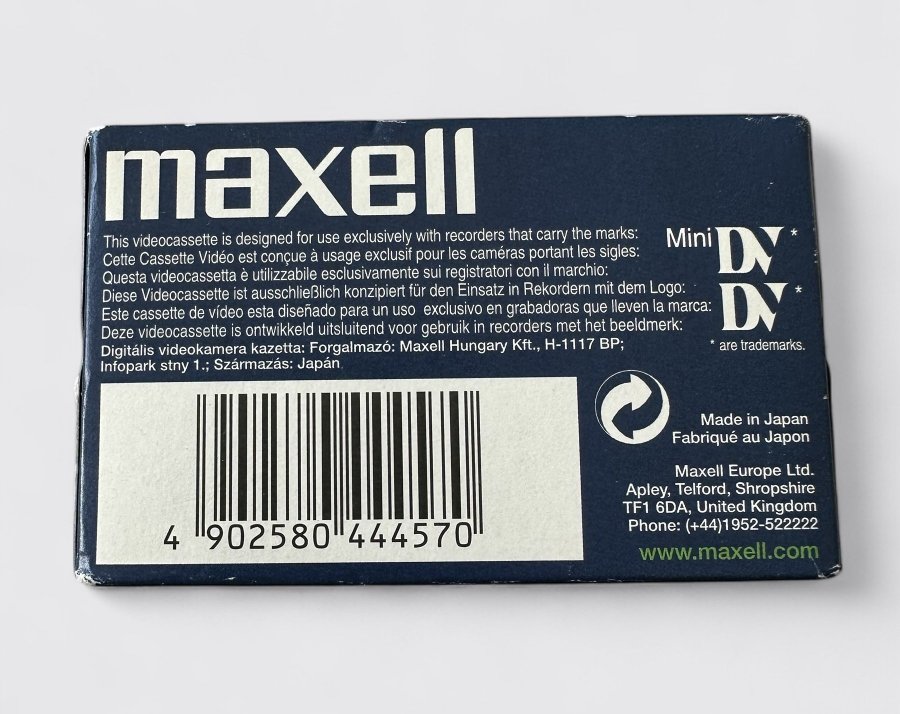 maxell
This videocassette is designed for use exclusively with recorders that carry the marks:
Cette Cassette Vidéo est conçue à usage exclusif pour les caméras portant les sigles:
Questa videocassetta è utilizzabile esclusivamente sui registratori con il marchio:
Diese Videocassette ist ausschließlich konzipiert für den Einsatz in Rekordern mit dem Logo:
Este cassette de vídeo esta diseñado para un uso exclusivo en grabadoras que lleven la marca:
Deze videocassette is ontwikkeld uitsluitend voor gebruik in recorders met het beeldmerk:
Mini DV *
DV *
* are trademarks.
Digitális videokamera kazetta: Forgalmazó: Maxell Hungary Kft., H-1117 BP;
Infopark stny 1.; Származás: Japán
4 902580 444570
Made in Japan
Fabriqué au Japon
Maxell Europe Ltd.
Apley, Telford, Shropshire
TF1 6DA, United Kingdom
Phone: (+44)1952-522222
www.maxell.com